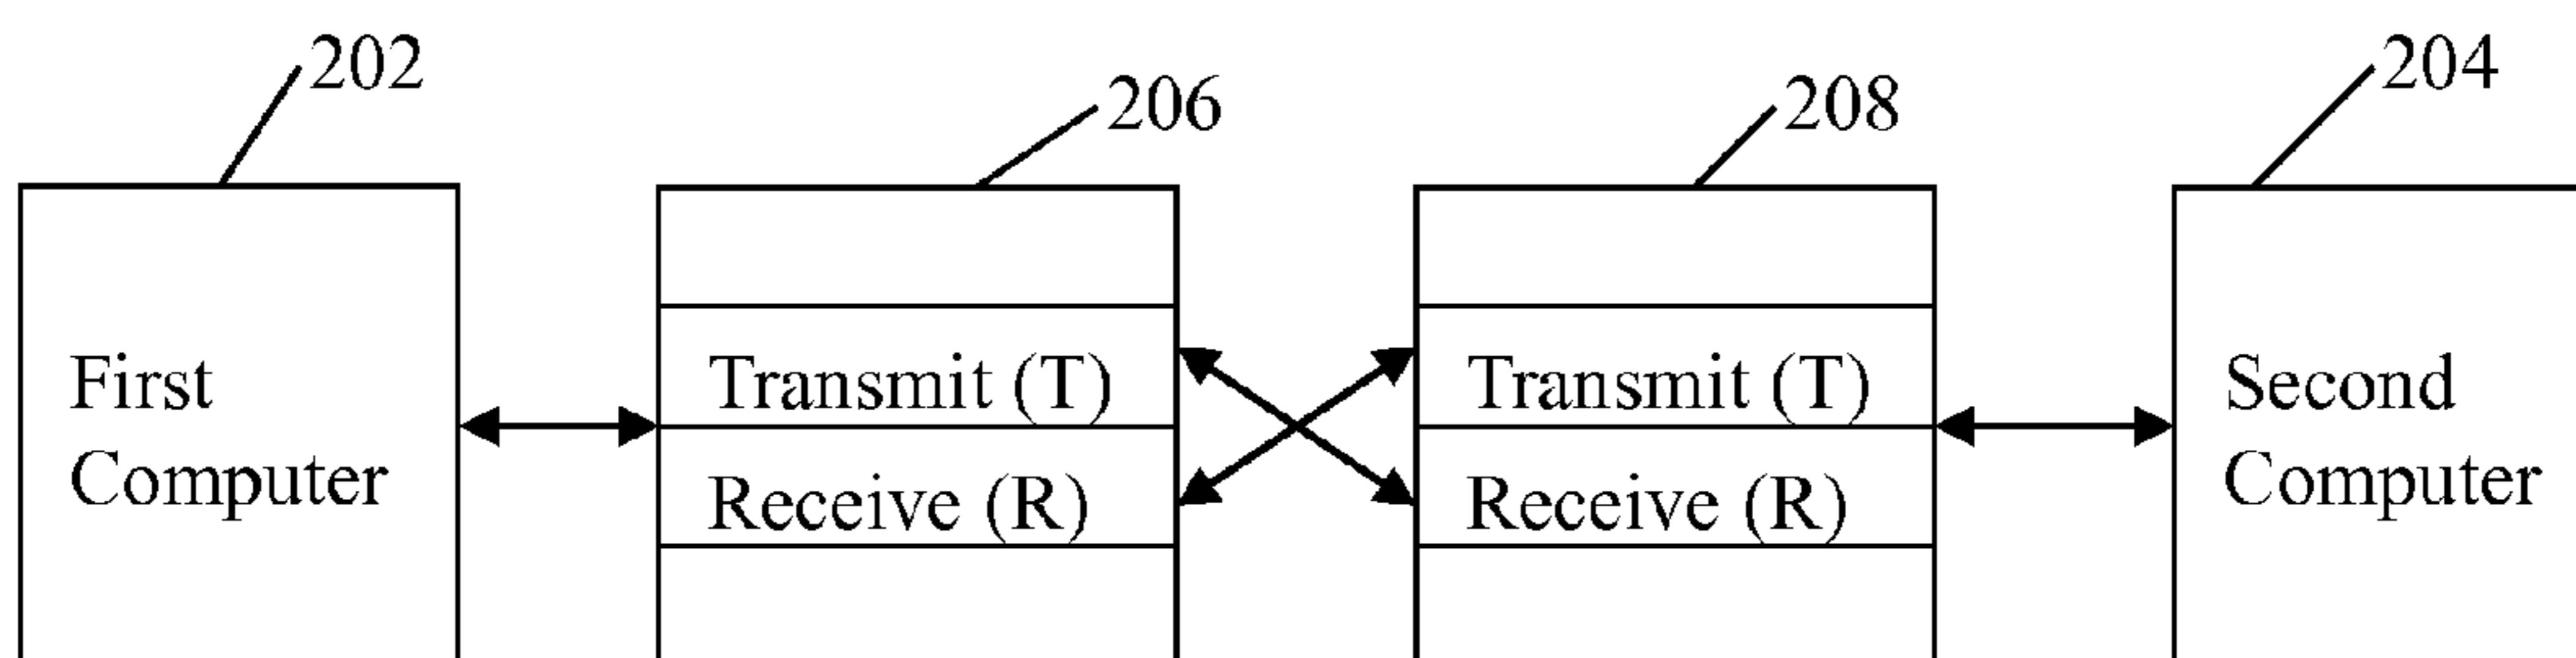 202
206
208
204
First
Computer
Transmit (T)
Receive (R)
Transmit (T)
Receive (R)
Second
Computer